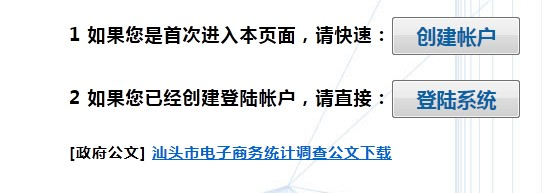 1 如果您是首次进入本页面，请快速： 创建帐户
2 如果您已经创建登陆帐户，请直接： 登陆系统
[政府公文] 汕头市电子商务统计调查公文下载